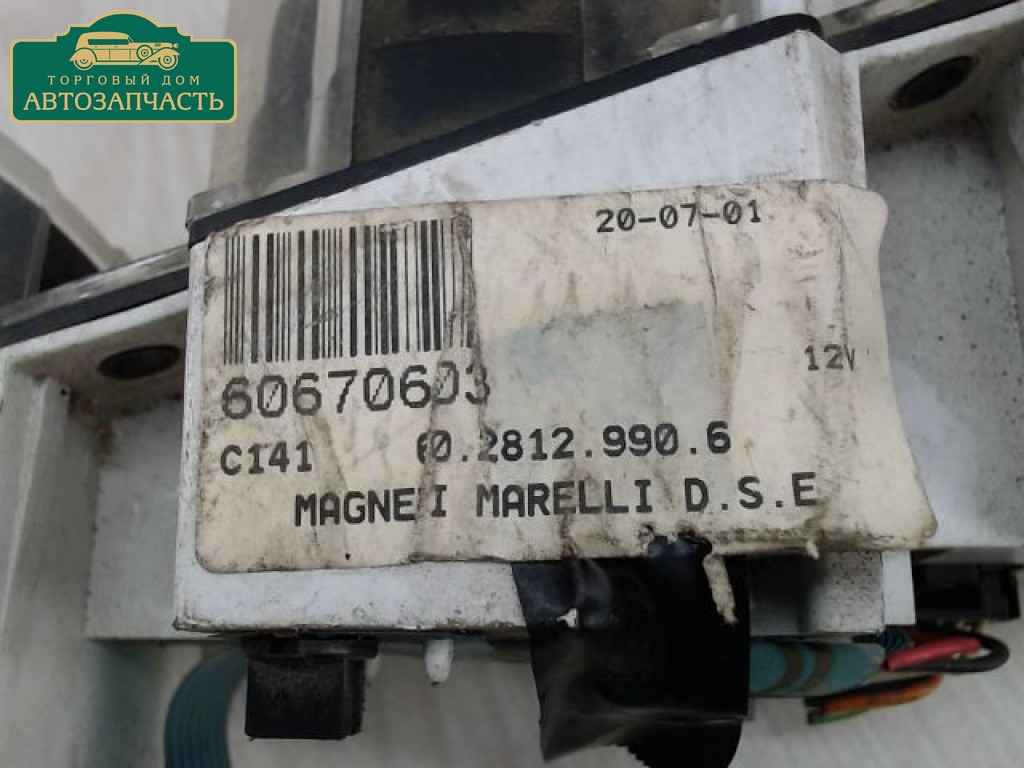 ТОРГОВЫЙ ДОМ
АВТОЗАПЧАСТЬ
20-07-01
60670603
12V
C141 60.2812.990.6
MAGNETI MARELLI D.S.E